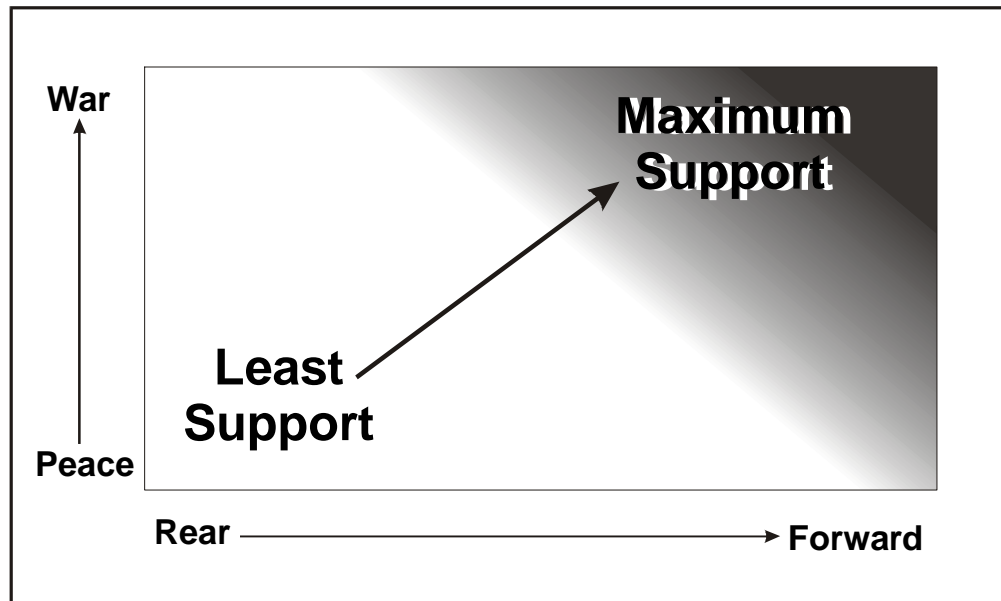 War
Maximum
Support
Least
Support
Peace
Rear
Forward